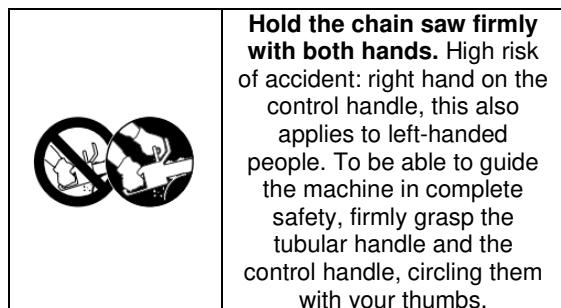 Hold the chain saw firmly
with both hands. High risk
of accident: right hand on the
control handle, this also
applies to left-handed
people. To be able to guide
the machine in complete
safety, firmly grasp the
tubular handle and the
control handle, circling them
with your thumbs.